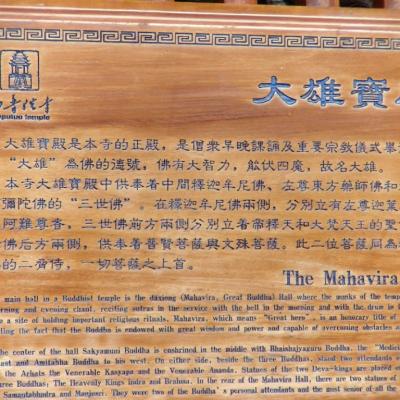 大雄寶
putuo temple
大雄寶殿是本寺的正殿，是僧衆早晚課誦及重要宗教儀式舉
"大雄"為佛的德號，佛有大智力，能伏四魔，故名大雄。
本寺大雄寶殿中供奉着中間釋迦牟尼佛、左尊東方藥師佛和
彌陀佛的"三世佛"。在釋迦牟尼佛兩側，分別立有左尊迦葉
阿難尊者，三世佛前方兩側分別立着帝釋天和大梵天王的聖
佛后方兩側，供奉着普賢菩薩與文殊菩薩。此二位菩薩同為
的二脅侍，一切菩薩之上首。
The Mahavira
main hall in a Buddhist temple is the daxiong (Mahavira, Great Buddha) Hall where the monks of the temp
orning and evening chant, reciting sutras in the service with the bell in the morning and with the drum in
e a site of holding important religious rituals. Mahavira, which means "Great hero", is an honorary title of
ling the fact that the Buddha is endowed with great wisdom and power and capable of overcoming obstacles a
he center of the hall Sakyamuni Buddha is enshrined in the middle with Bhaishajyaguru Buddha, the "Medici
ast and Amitabha Buddha to his west. On either side, beside the three Buddhas, stand two attendants
the Arhats the Venerable Kasyapa and the Venerable Ananda. Statues of the two Deva-kings are placed o
hree Buddhas; The Heavenly Kings Indra and Brahma. In the rear of the Mahavira Hall, there are two statues of
Samantabhadra and Manjusri. They were two of the Buddha's personal attendants and the most senior of all the